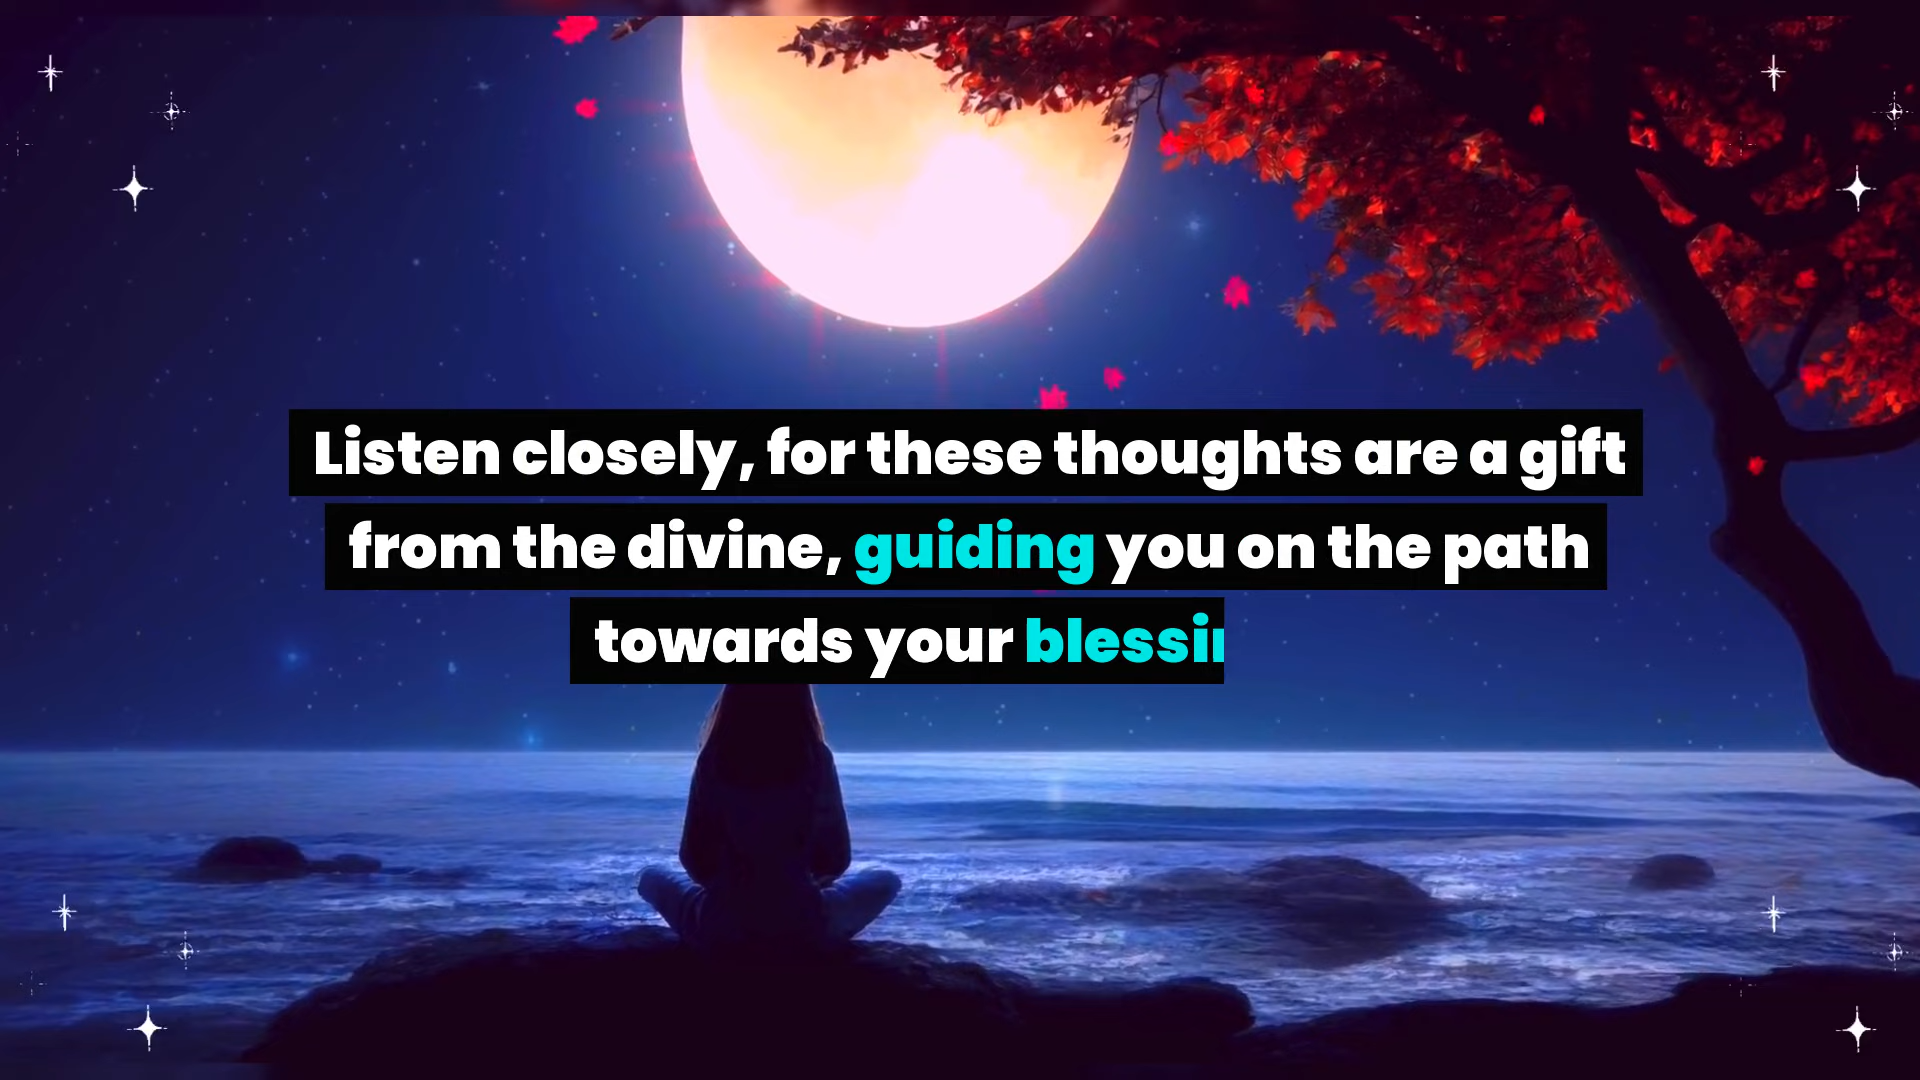 Listen closely, for these thoughts are a gift
from the divine, guiding you on the path
towards your blessi